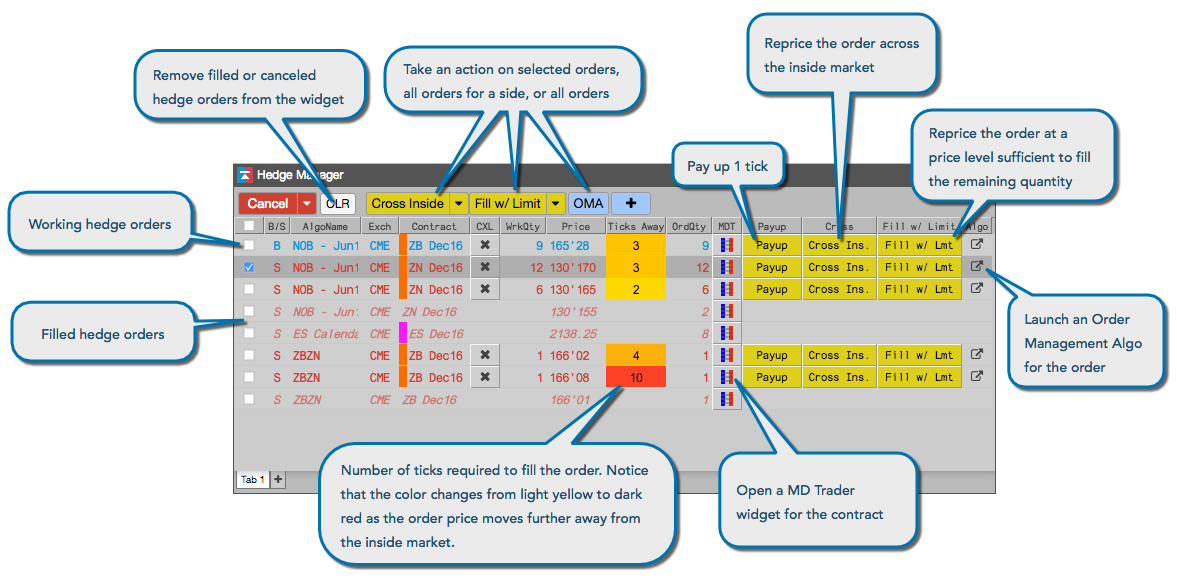 Reprice the order across
the inside market
Remove filled or canceled
hedge orders from the widget
Take an action on selected orders,
all orders for a side, or all orders
Reprice the order at a
price level sufficient to fill
the remaining quantity
Pay up 1 tick
Hedge Manager
Cancel CLR Cross Inside Fill w/ Limit OMA +
Working hedge orders
B/S AlgoName Exch Contract CXL WrkQty Price Ticks Away OrdQty MDT Payup Cross Fill w/ Limit Algo
B NOB - Jun1 CME ZB Dec16 9 165'28 3 9 Payup Cross Ins. Fill w/ Lmt
S NOB - Jun1 CME ZN Dec16 12 130'170 3 12 Payup Cross Ins. Fill w/ Lmt
S NOB - Jun1 CME ZN Dec16 6 130'165 2 6 Payup Cross Ins. Fill w/ Lmt
S NOB - Jun1 CME ZN Dec16 130'155 2
Filled hedge orders
S ES Calenda CME ES Dec16 2138.25 8
S ZBZN CME ZB Dec16 1 166'02 4 1 Payup Cross Ins. Fill w/ Lmt
S ZBZN CME ZB Dec16 1 166'08 10 1 Payup Cross Ins. Fill w/ Lmt
S ZBZN CME ZB Dec16 166'01 1
Launch an Order
Management Algo
for the order
Tab 1 +
Number of ticks required to fill the order. Notice
that the color changes from light yellow to dark
red as the order price moves further away from
the inside market.
Open a MD Trader
widget for the contract